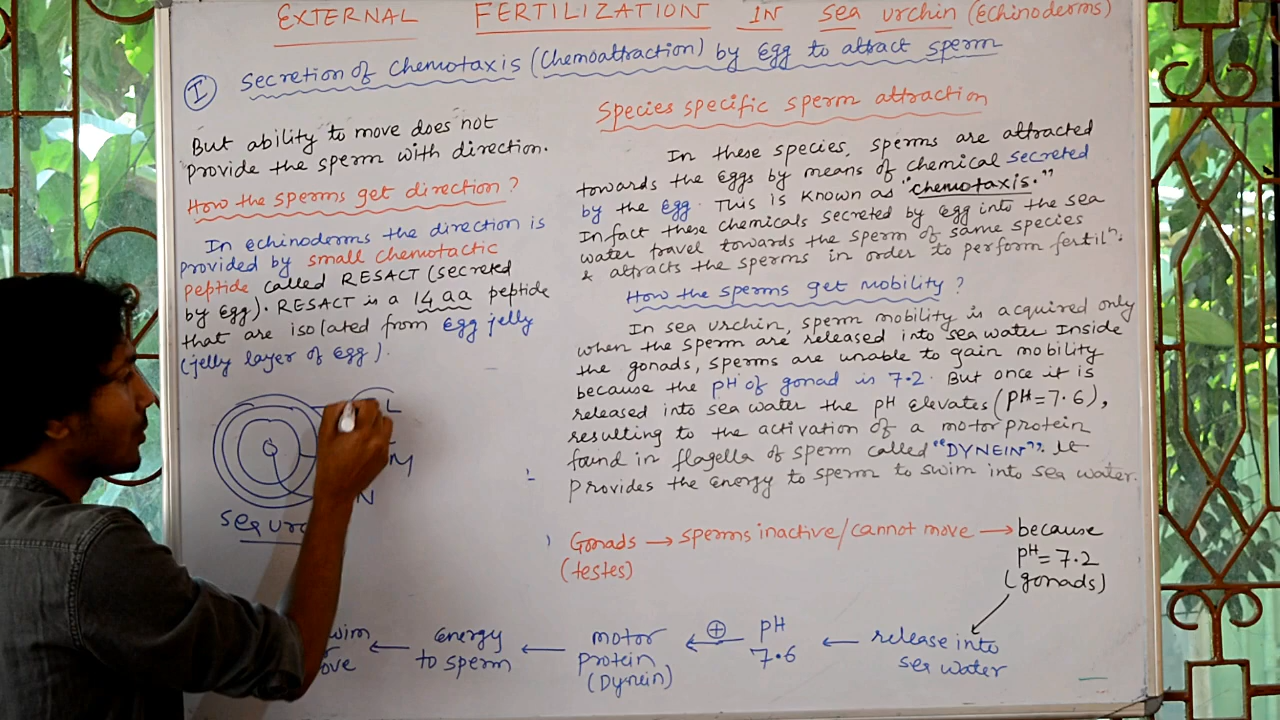 EXTERNAL FERTILIZATION IN sea urchin (Echinoderms)
I secretion of chemotaxis (chemoattraction) by egg to attract sperm
But ability to move does not
provide the sperm with direction.
How the sperms get direction ?
In echinoderms the direction is
provided by small chemotactic
peptide called RESACT (secreted
by egg). RESACT is a 14 aa peptide
that are isolated from egg jelly
(jelly layer of egg).
L
M
N
sea
Species specific sperm attraction
In these species, sperms are attracted
towards the eggs by means of chemical secreted
by the egg. This is known as "chemotaxis."
Infact these chemicals secreted by egg into the sea
water travel towards the sperm of same species
& attracts the sperms in order to perform fertilⁿ.
How the sperms get mobility ?
In sea urchin, sperm mobility is acquired only
when the sperm are released into sea water Inside
the gonads, sperms are unable to gain mobility
because the pH of gonad is 7.2. But once it is
released into sea water the pH elevates (pH=7.6),
resulting to the activation of a motor protein
found in flagella of sperm called "DYNEIN". It
provides the energy to sperm to swim into sea water.
Gonads → sperms inactive/cannot move → because
(testes) pH=7.2
(gonads)
wim ← energy ← motor ← ⊕ pH ← release into
ove to sperm protein 7.6 sea water
(Dynein)